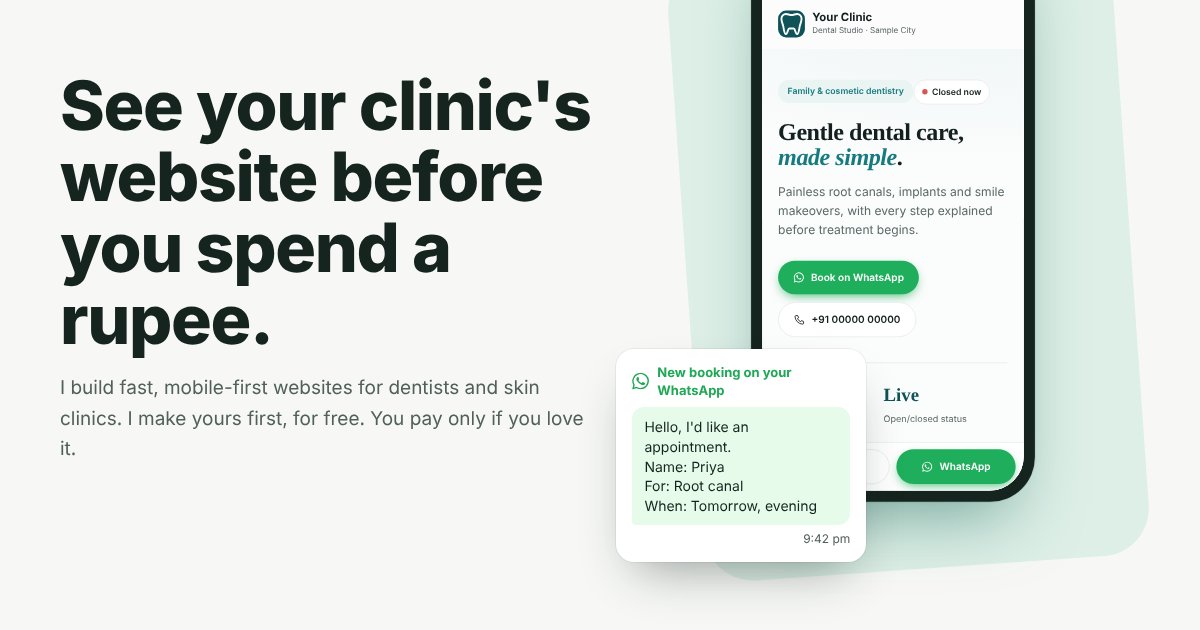 See your clinic's
website before
you spend a
rupee.
I build fast, mobile-first websites for dentists and skin
clinics. I make yours first, for free. You pay only if you love
it.
Your Clinic
Dental Studio · Sample City
Family & cosmetic dentistry
Closed now
Gentle dental care,
made simple.
Painless root canals, implants and smile
makeovers, with every step explained
before treatment begins.
Book on WhatsApp
+91 00000 00000
Live
Open/closed status
WhatsApp
New booking on your
WhatsApp
Hello, I'd like an
appointment.
Name: Priya
For: Root canal
When: Tomorrow, evening
9:42 pm